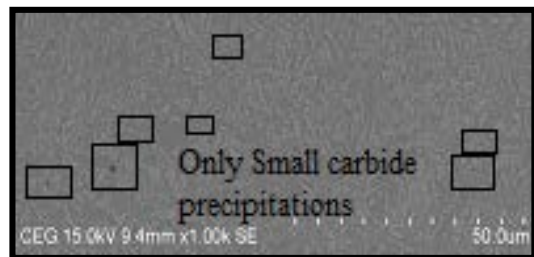 Only Small carbide
precipitations
CEG 15.0kV 9.4mm x1.00k SE 50.0um